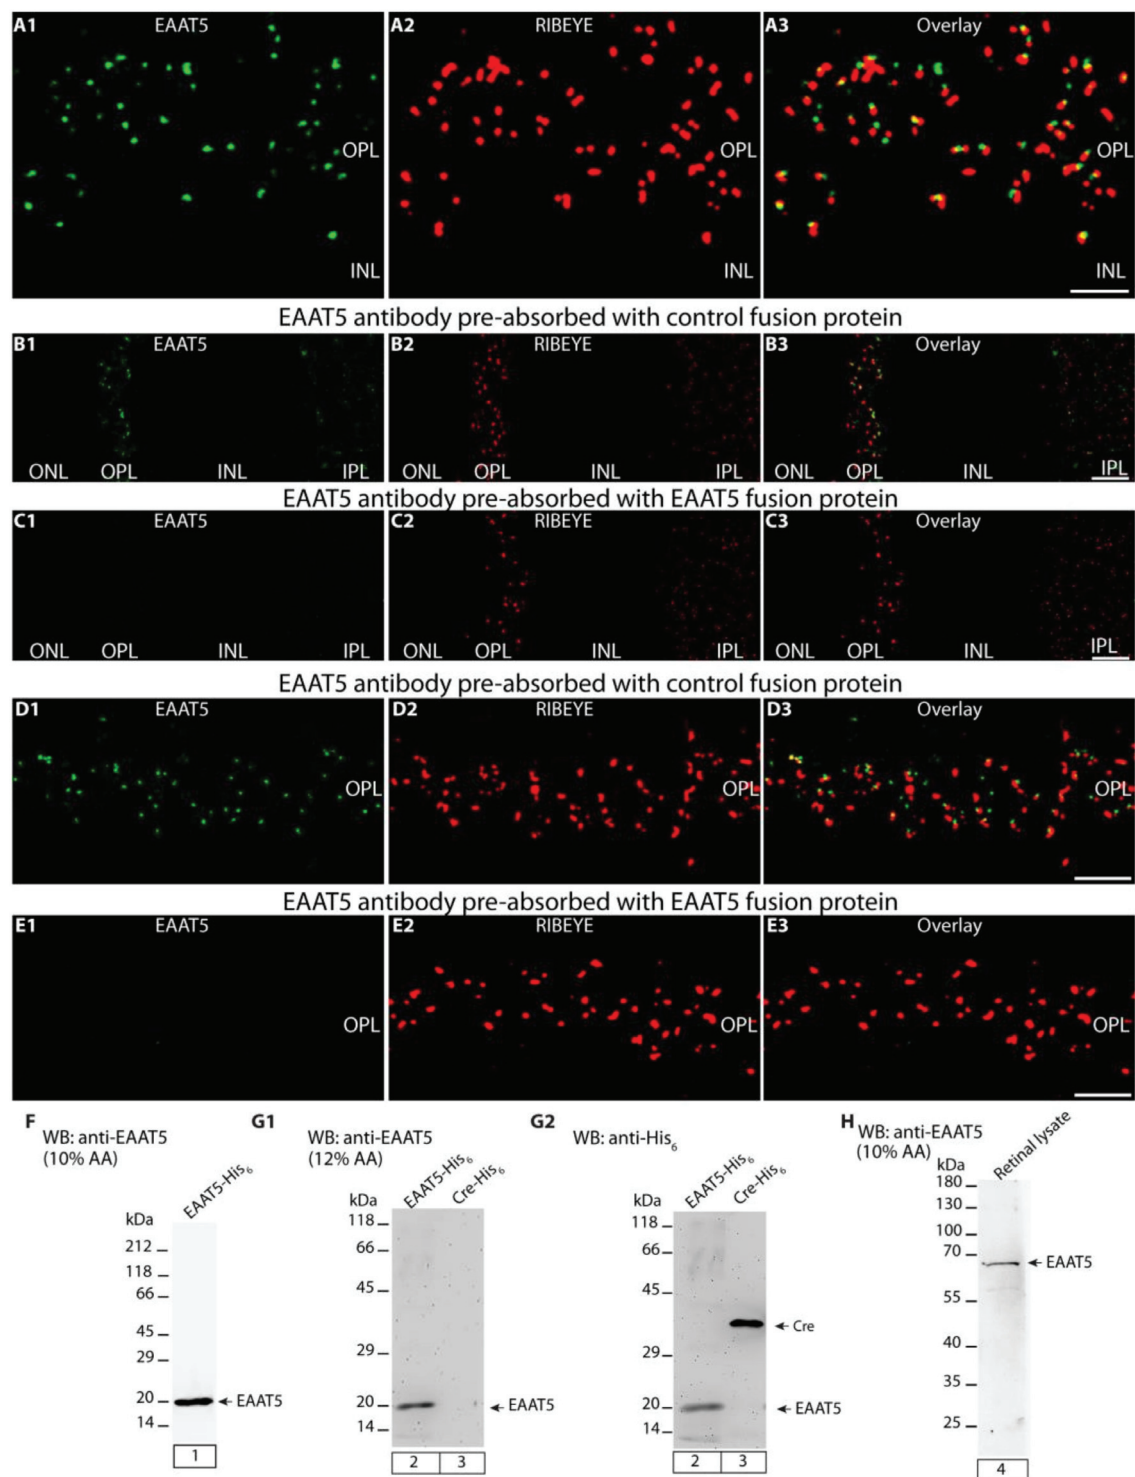 A1 EAAT5 A2 RIBEYE A3 Overlay
OPL OPL OPL
INL INL INL
EAAT5 antibody pre-absorbed with control fusion protein
B1 EAAT5 B2 RIBEYE B3 Overlay
ONL OPL INL IPL ONL OPL INL IPL ONL OPL INL IPL
EAAT5 antibody pre-absorbed with EAAT5 fusion protein
C1 EAAT5 C2 RIBEYE C3 Overlay
ONL OPL INL IPL ONL OPL INL IPL ONL OPL INL IPL
EAAT5 antibody pre-absorbed with control fusion protein
D1 EAAT5 D2 RIBEYE D3 Overlay
OPL OPL OPL
EAAT5 antibody pre-absorbed with EAAT5 fusion protein
E1 EAAT5 E2 RIBEYE E3 Overlay
OPL OPL OPL
F
WB: anti-EAAT5
(10% AA)
EAAT5-His6
kDa
212
118
66
45
29
20
14
EAAT5
1
G1
WB: anti-EAAT5
(12% AA)
EAAT5-His6
Cre-His6
kDa
118
66
45
29
20
14
EAAT5
2 3
G2
WB: anti-His6
EAAT5-His6
Cre-His6
kDa
118
66
45
29
20
14
Cre
EAAT5
2 3
H
WB: anti-EAAT5
(10% AA)
Retinal lysate
kDa
180
130
100
70
55
40
35
25
EAAT5
4